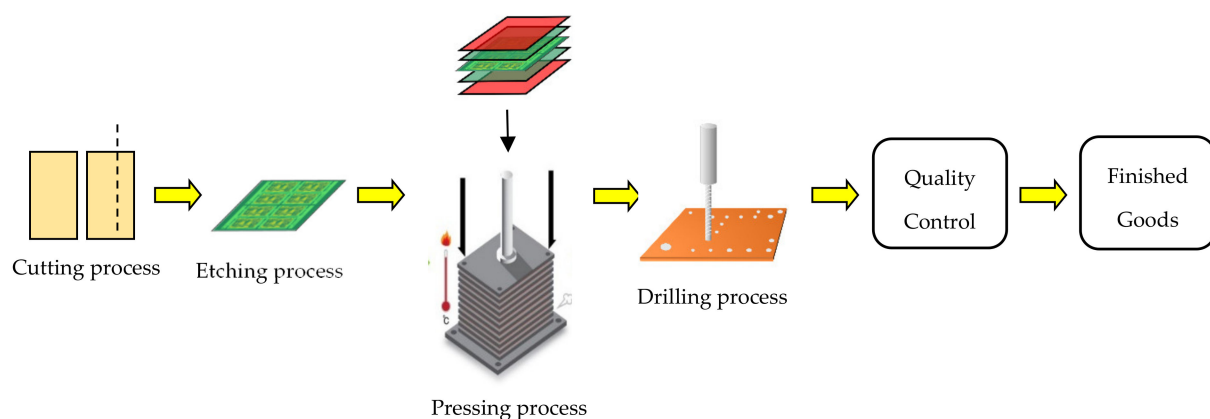 Cutting process
Etching process
°C
Pressing process
Drilling process
Quality
Control
Finished
Goods